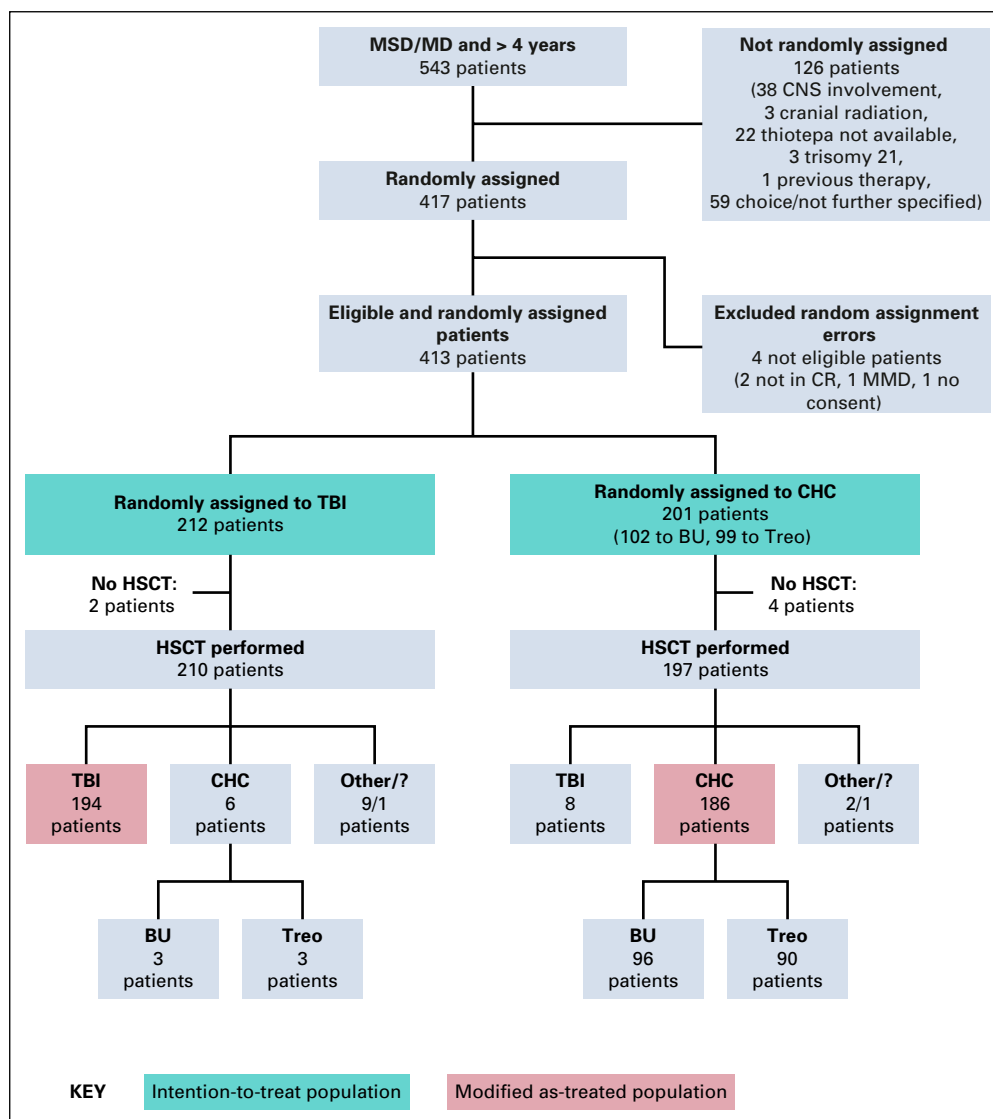 MSD/MD and > 4 years
543 patients
Not randomly assigned
126 patients
(38 CNS involvement,
3 cranial radiation,
22 thiotepa not available,
3 trisomy 21,
1 previous therapy,
59 choice/not further specified)
Randomly assigned
417 patients
Eligible and randomly assigned
patients
413 patients
Excluded random assignment
errors
4 not eligible patients
(2 not in CR, 1 MMD, 1 no
consent)
Randomly assigned to TBI
212 patients
Randomly assigned to CHC
201 patients
(102 to BU, 99 to Treo)
No HSCT:
2 patients
No HSCT:
4 patients
HSCT performed
210 patients
HSCT performed
197 patients
TBI
194
patients
CHC
6
patients
Other/?
9/1
patients
TBI
8
patients
CHC
186
patients
Other/?
2/1
patients
BU
3
patients
Treo
3
patients
BU
96
patients
Treo
90
patients
KEY
Intention-to-treat population
Modified as-treated population